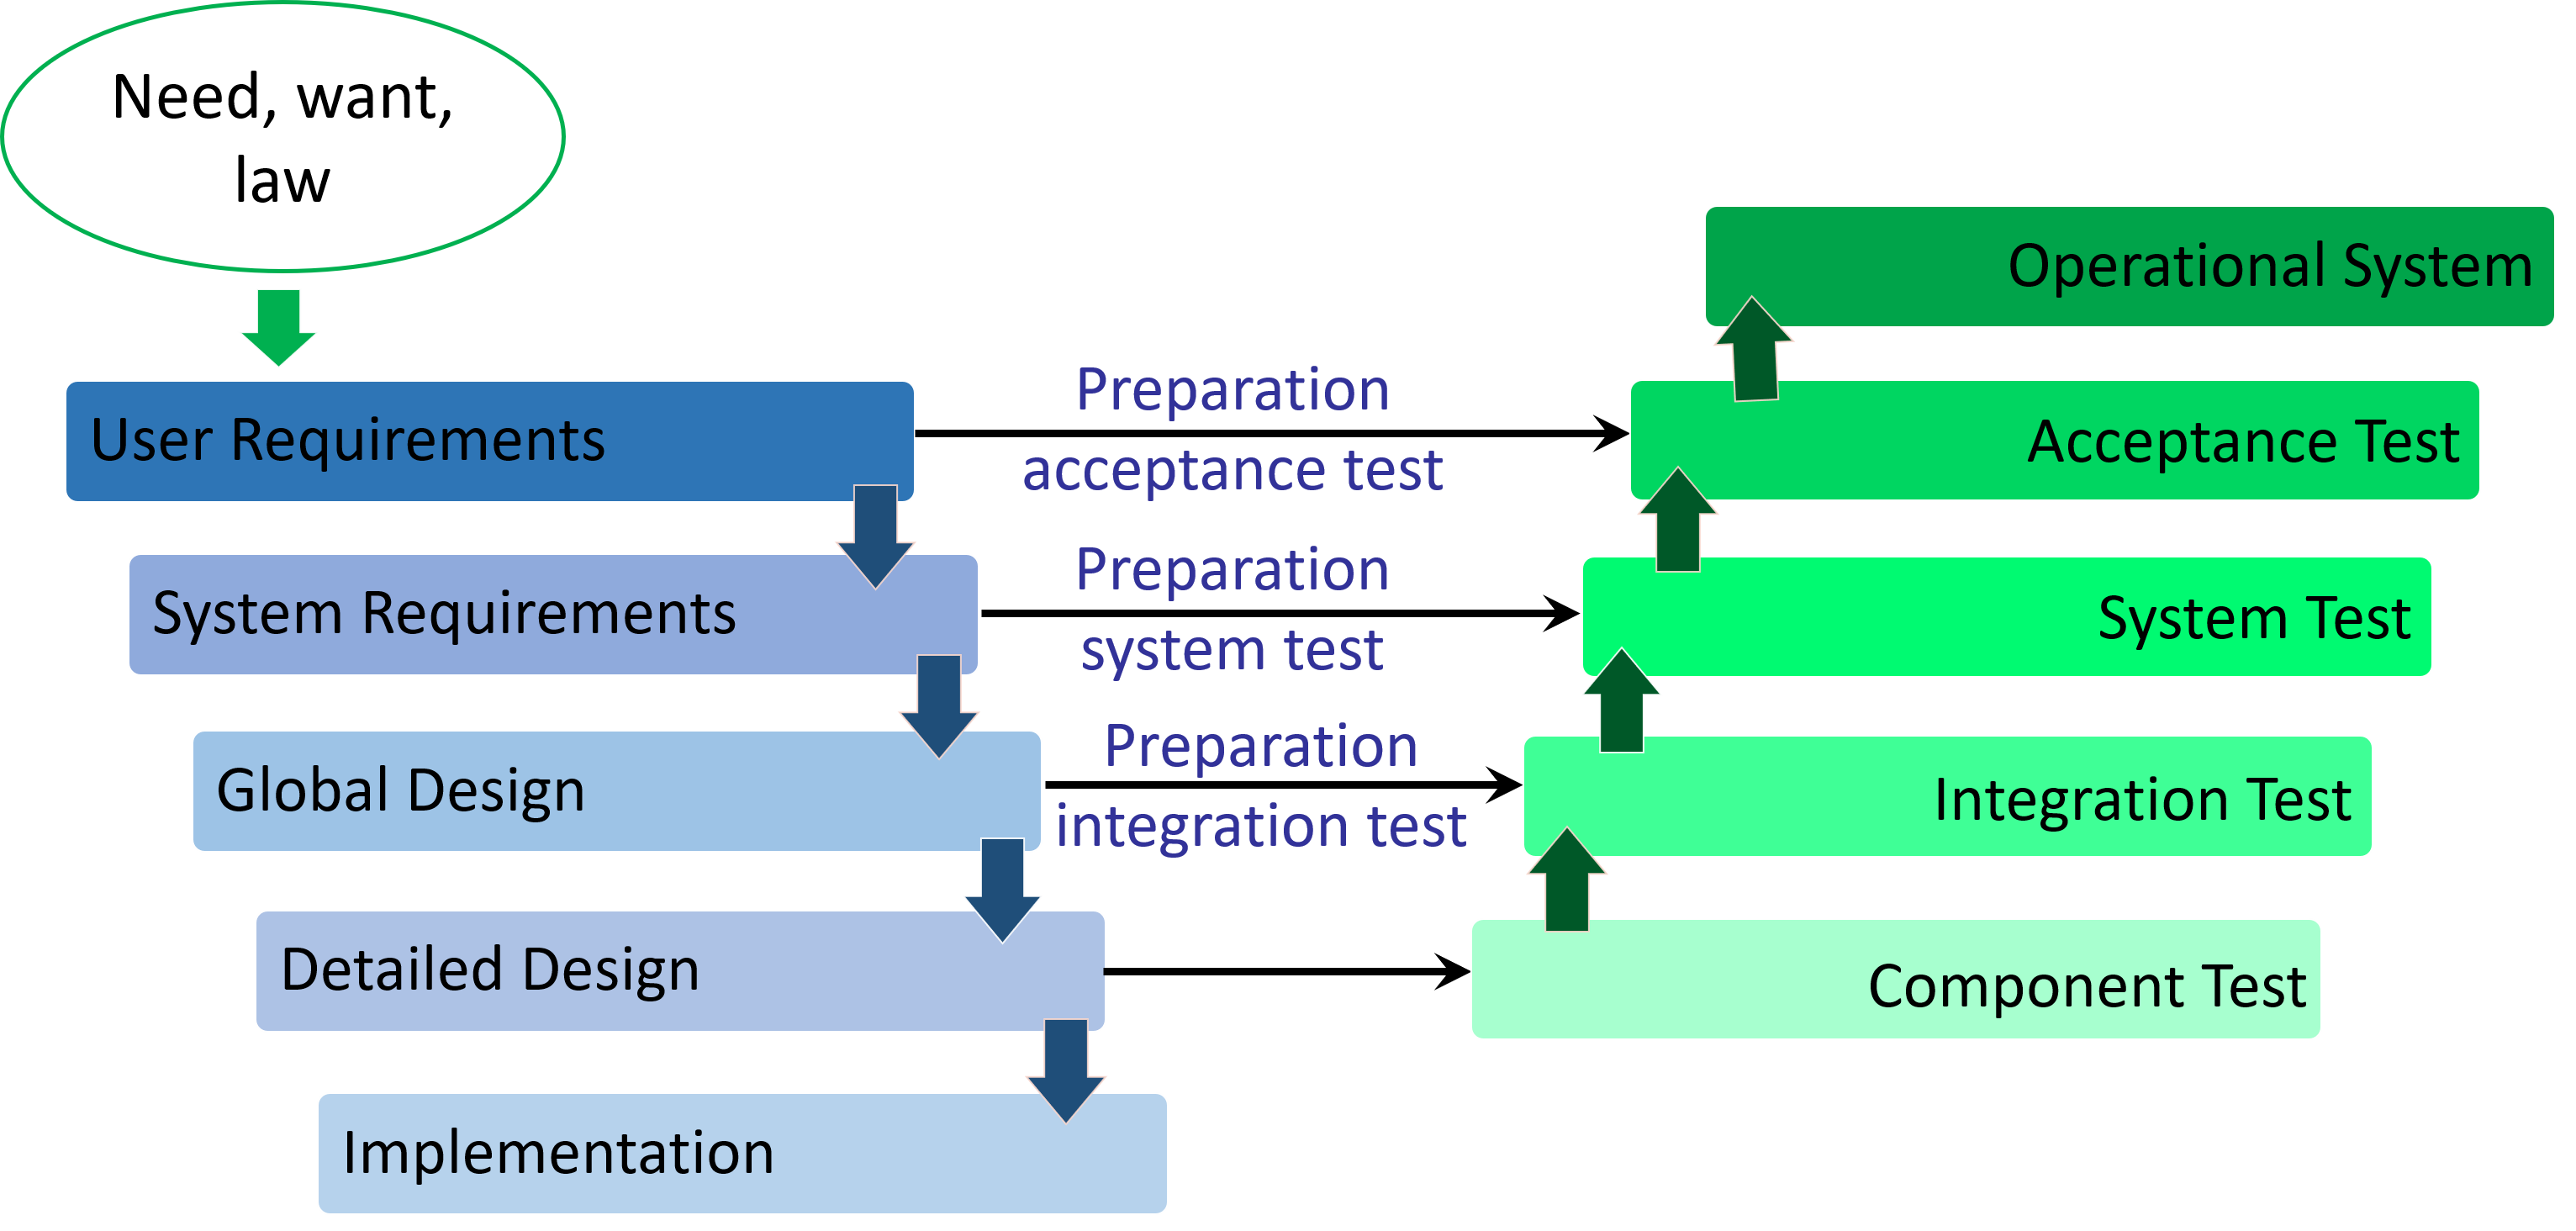 Need, want,
law
Operational System
User Requirements
Preparation
acceptance test
Acceptance Test
System Requirements
Preparation
system test
System Test
Global Design
Preparation
integration test
Integration Test
Detailed Design
Component Test
Implementation